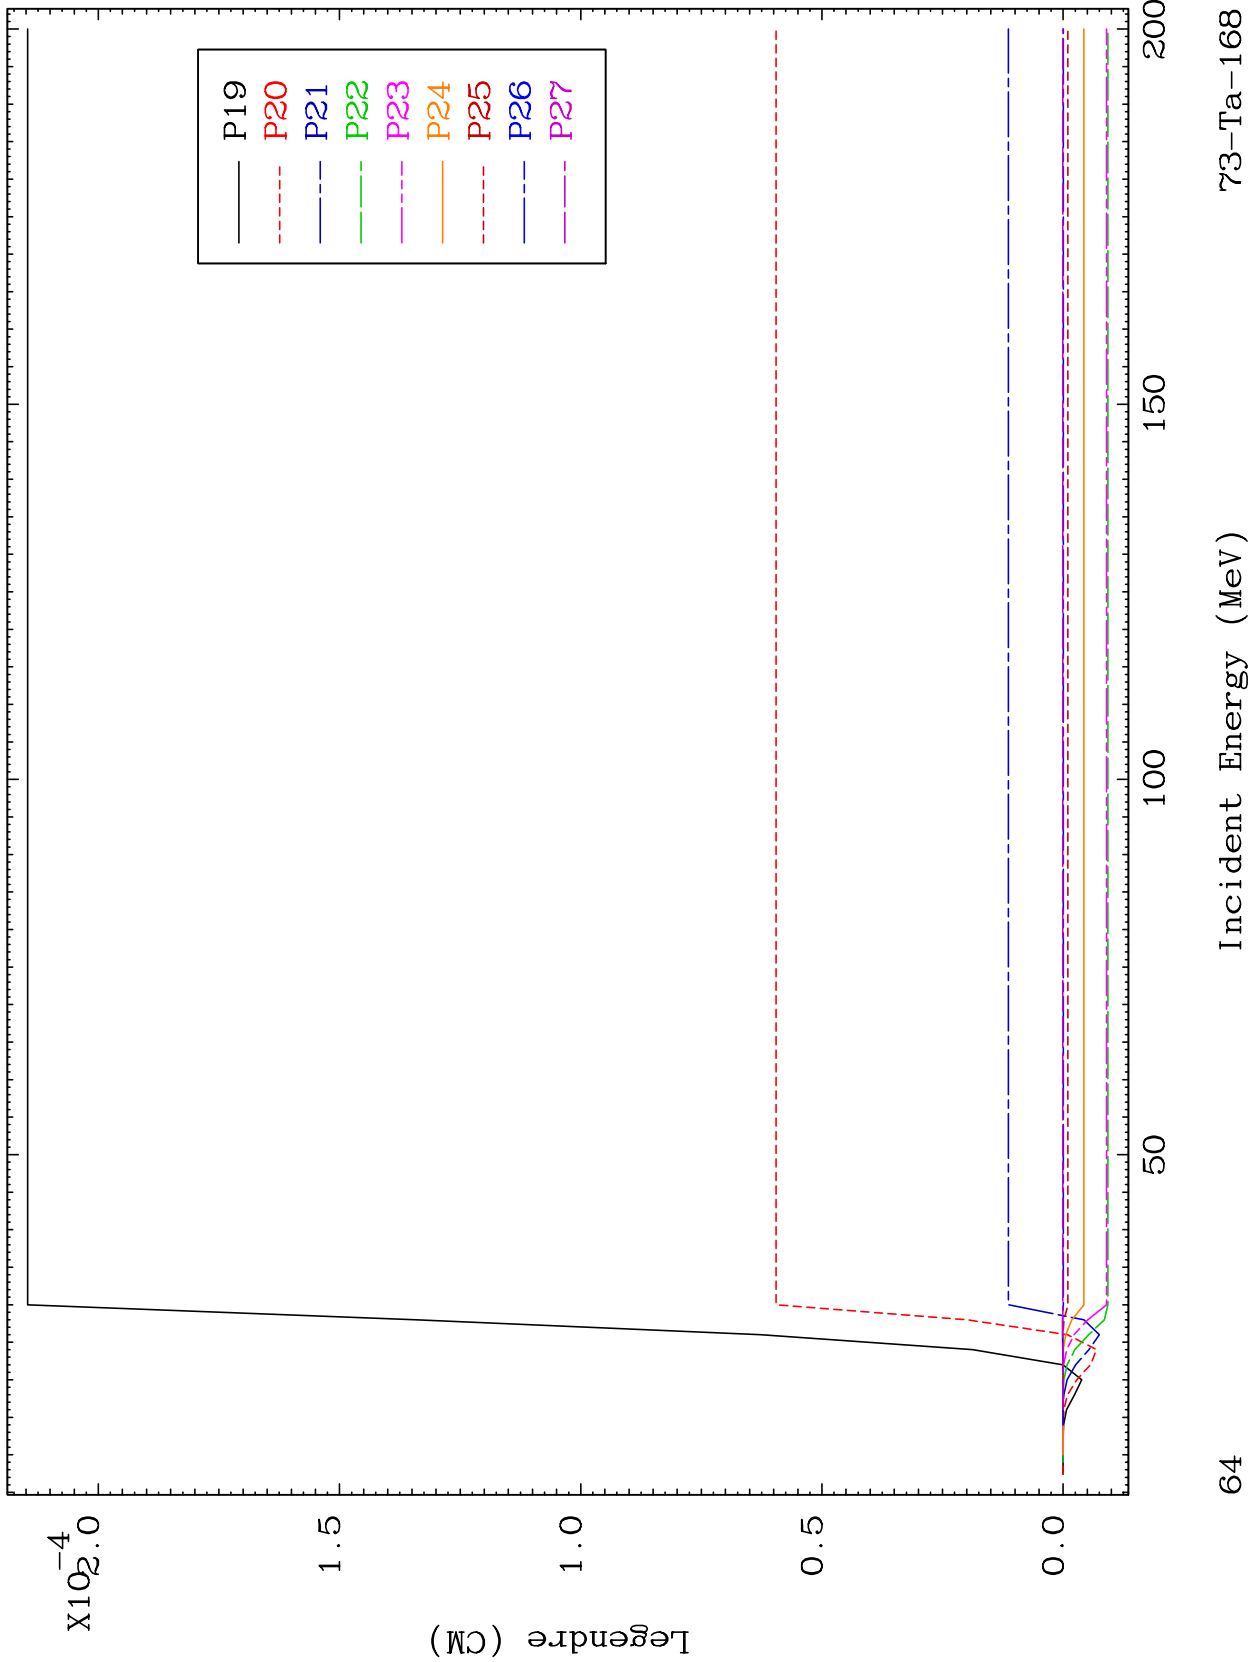 X10-4
2.0
1.5
1.0
0.5
0.0
Legendre (CM)
P19
P20
P21
P22
P23
P24
P25
P26
P27
50
100
150
200
Incident Energy (MeV)
64
73-Ta-168